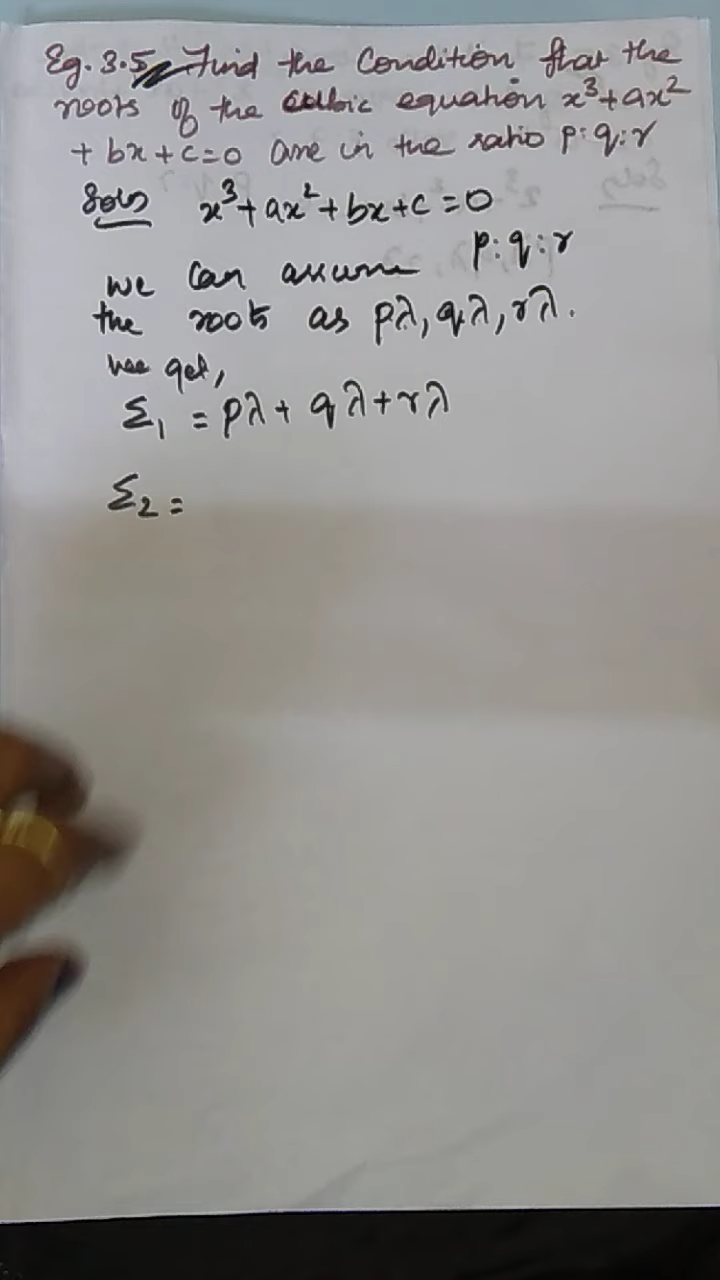 Eg. 3.5 Find the Condition that the
roots of the cubic equation x³+ax²
+ bx+c=0 are in the ratio p:q:r
Soln x³+ax²+bx+c=0
p:q:r
we can assume
the roots as pλ, qλ, rλ.
we get,
Σ₁ = pλ + qλ+rλ
Σ₂ =